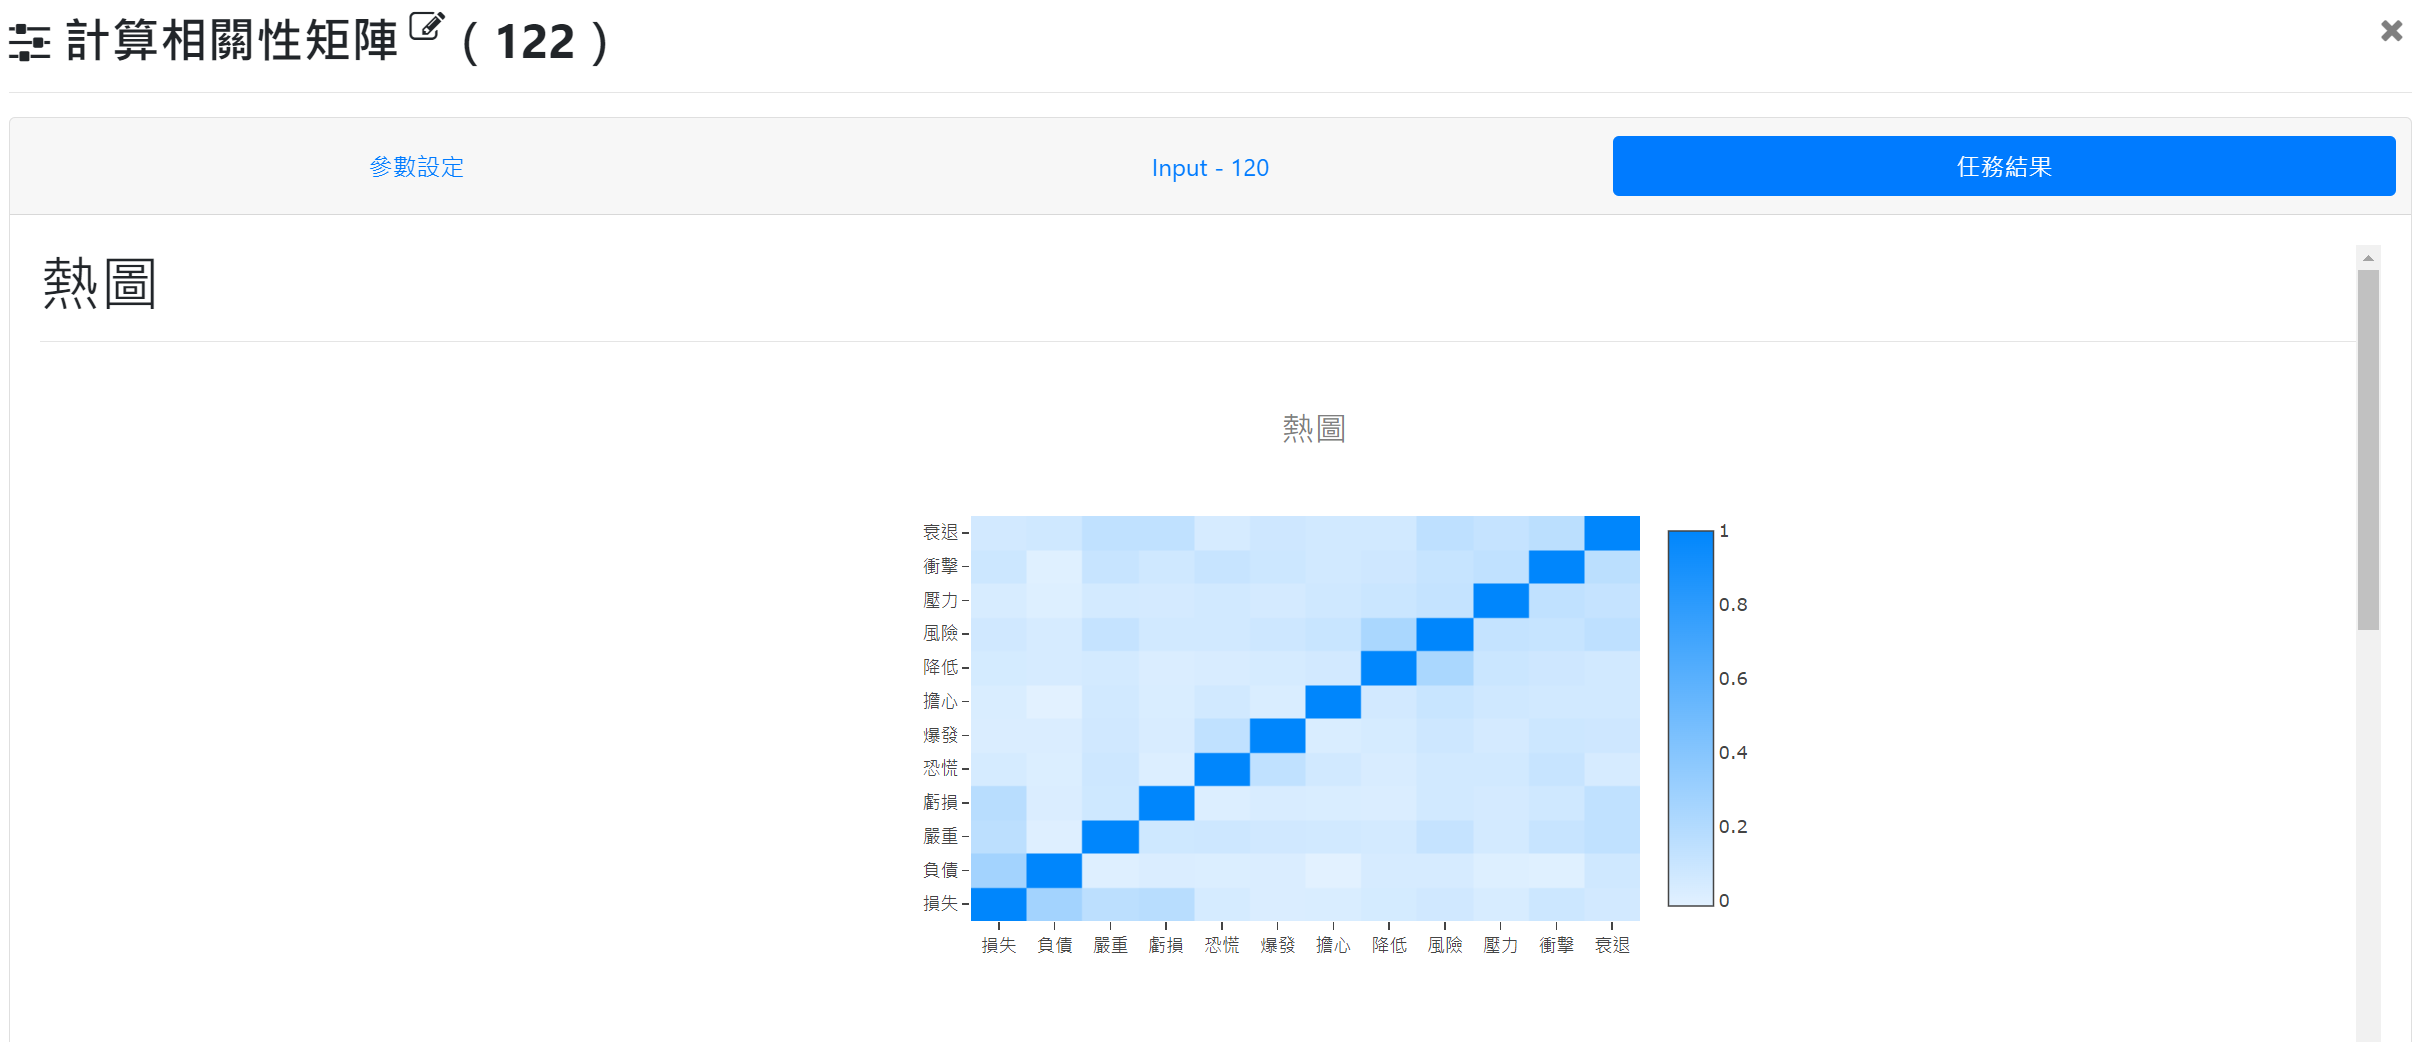 計算相關性矩陣 ( 122 )
參數設定
Input - 120
任務結果
熱圖
熱圖
衰退
衝擊
壓力
風險
降低
擔心
爆發
恐慌
虧損
嚴重
負債
損失
1
0.8
0.6
0.4
0.2
0
損失 負債 嚴重 虧損 恐慌 爆發 擔心 降低 風險 壓力 衝擊 衰退